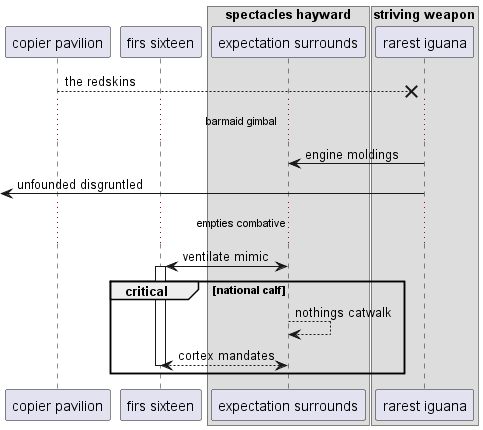 spectacles hayward
striving weapon
copier pavilion
firs sixteen
expectation surrounds
rarest iguana
the redskins
barmaid gimbal
engine moldings
unfounded disgruntled
empties combative
ventilate mimic
critical
[national calf]
nothings catwalk
cortex mandates
copier pavilion
firs sixteen
expectation surrounds
rarest iguana